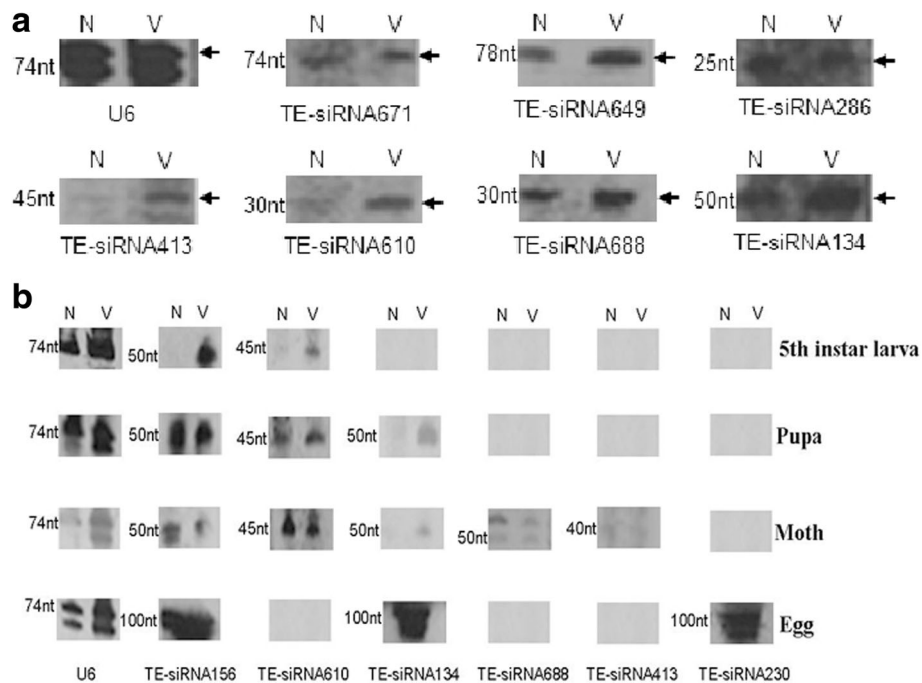 a
N V N V N V N V
74nt 74nt 78nt 25nt
U6 TE-siRNA671 TE-siRNA649 TE-siRNA286
N V N V N V N V
45nt 30nt 30nt 50nt
TE-siRNA413 TE-siRNA610 TE-siRNA688 TE-siRNA134
b
N V N V N V N V N V N V N V
74nt 50nt 45nt 5th instar larva
74nt 50nt 45nt 50nt Pupa
74nt 50nt 45nt 50nt 50nt 40nt Moth
74nt 100nt 100nt 100nt Egg
U6 TE-siRNA156 TE-siRNA610 TE-siRNA134 TE-siRNA688 TE-siRNA413 TE-siRNA230